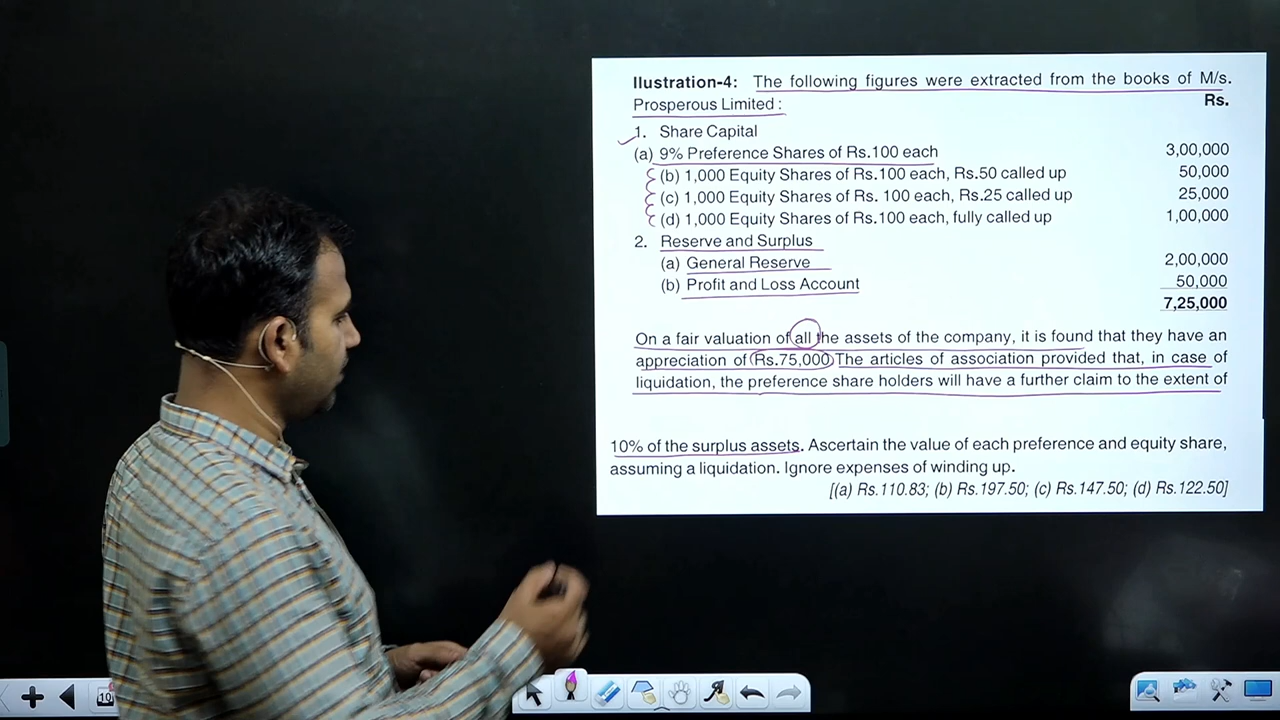 Ilustration-4: The following figures were extracted from the books of M/s.
Prosperous Limited : Rs.
1. Share Capital
(a) 9% Preference Shares of Rs.100 each 3,00,000
(b) 1,000 Equity Shares of Rs.100 each, Rs.50 called up 50,000
(c) 1,000 Equity Shares of Rs. 100 each, Rs.25 called up 25,000
(d) 1,000 Equity Shares of Rs.100 each, fully called up 1,00,000
2. Reserve and Surplus
(a) General Reserve 2,00,000
(b) Profit and Loss Account 50,000
7,25,000
On a fair valuation of all the assets of the company, it is found that they have an
appreciation of Rs.75,000 The articles of association provided that, in case of
liquidation, the preference share holders will have a further claim to the extent of
10% of the surplus assets. Ascertain the value of each preference and equity share,
assuming a liquidation. Ignore expenses of winding up.
[(a) Rs.110.83; (b) Rs.197.50; (c) Rs.147.50; (d) Rs.122.50]
10